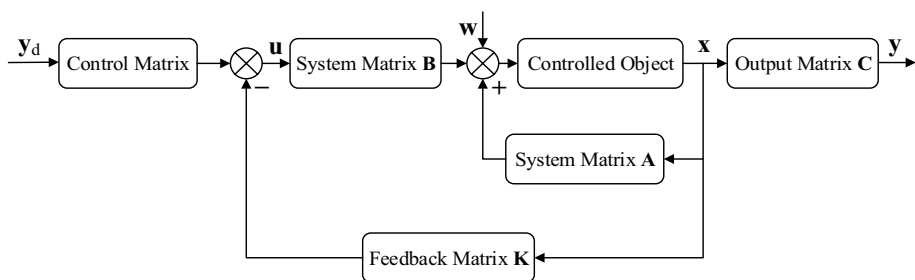 y_d
Control Matrix
−
u
System Matrix B
w
+
Controlled Object
x
Output Matrix C
y
System Matrix A
Feedback Matrix K